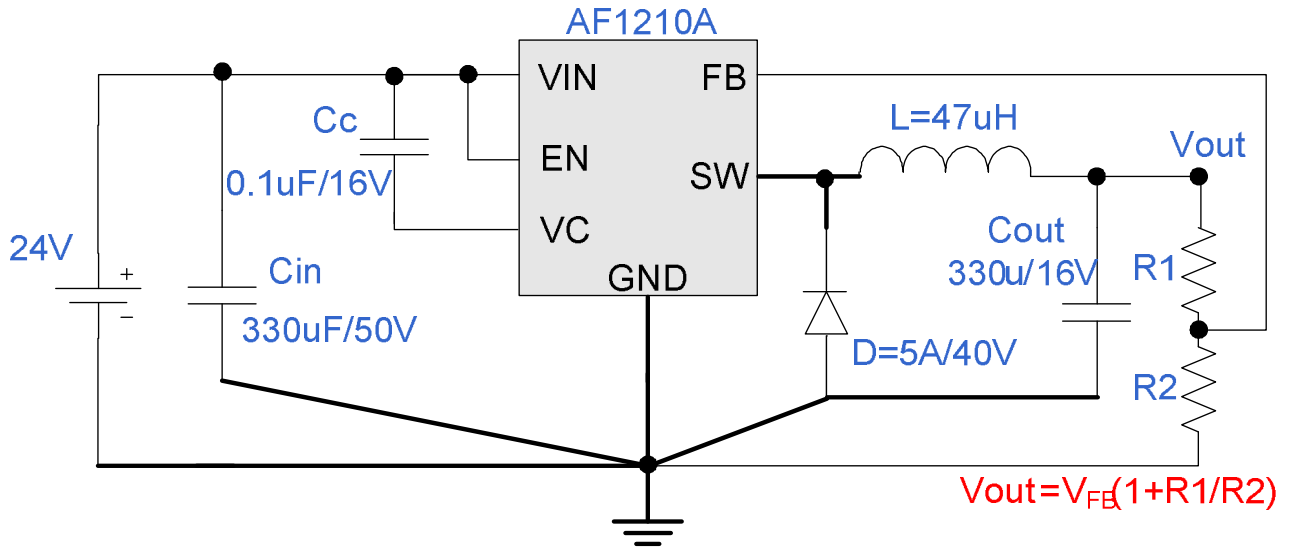 AF1210A
VIN
FB
EN
SW
VC
GND
Cc
0.1uF/16V
L=47uH
Vout
24V
+
−
Cin
330uF/50V
Cout
330u/16V
R1
D=5A/40V
R2
Vout=VFB(1+R1/R2)